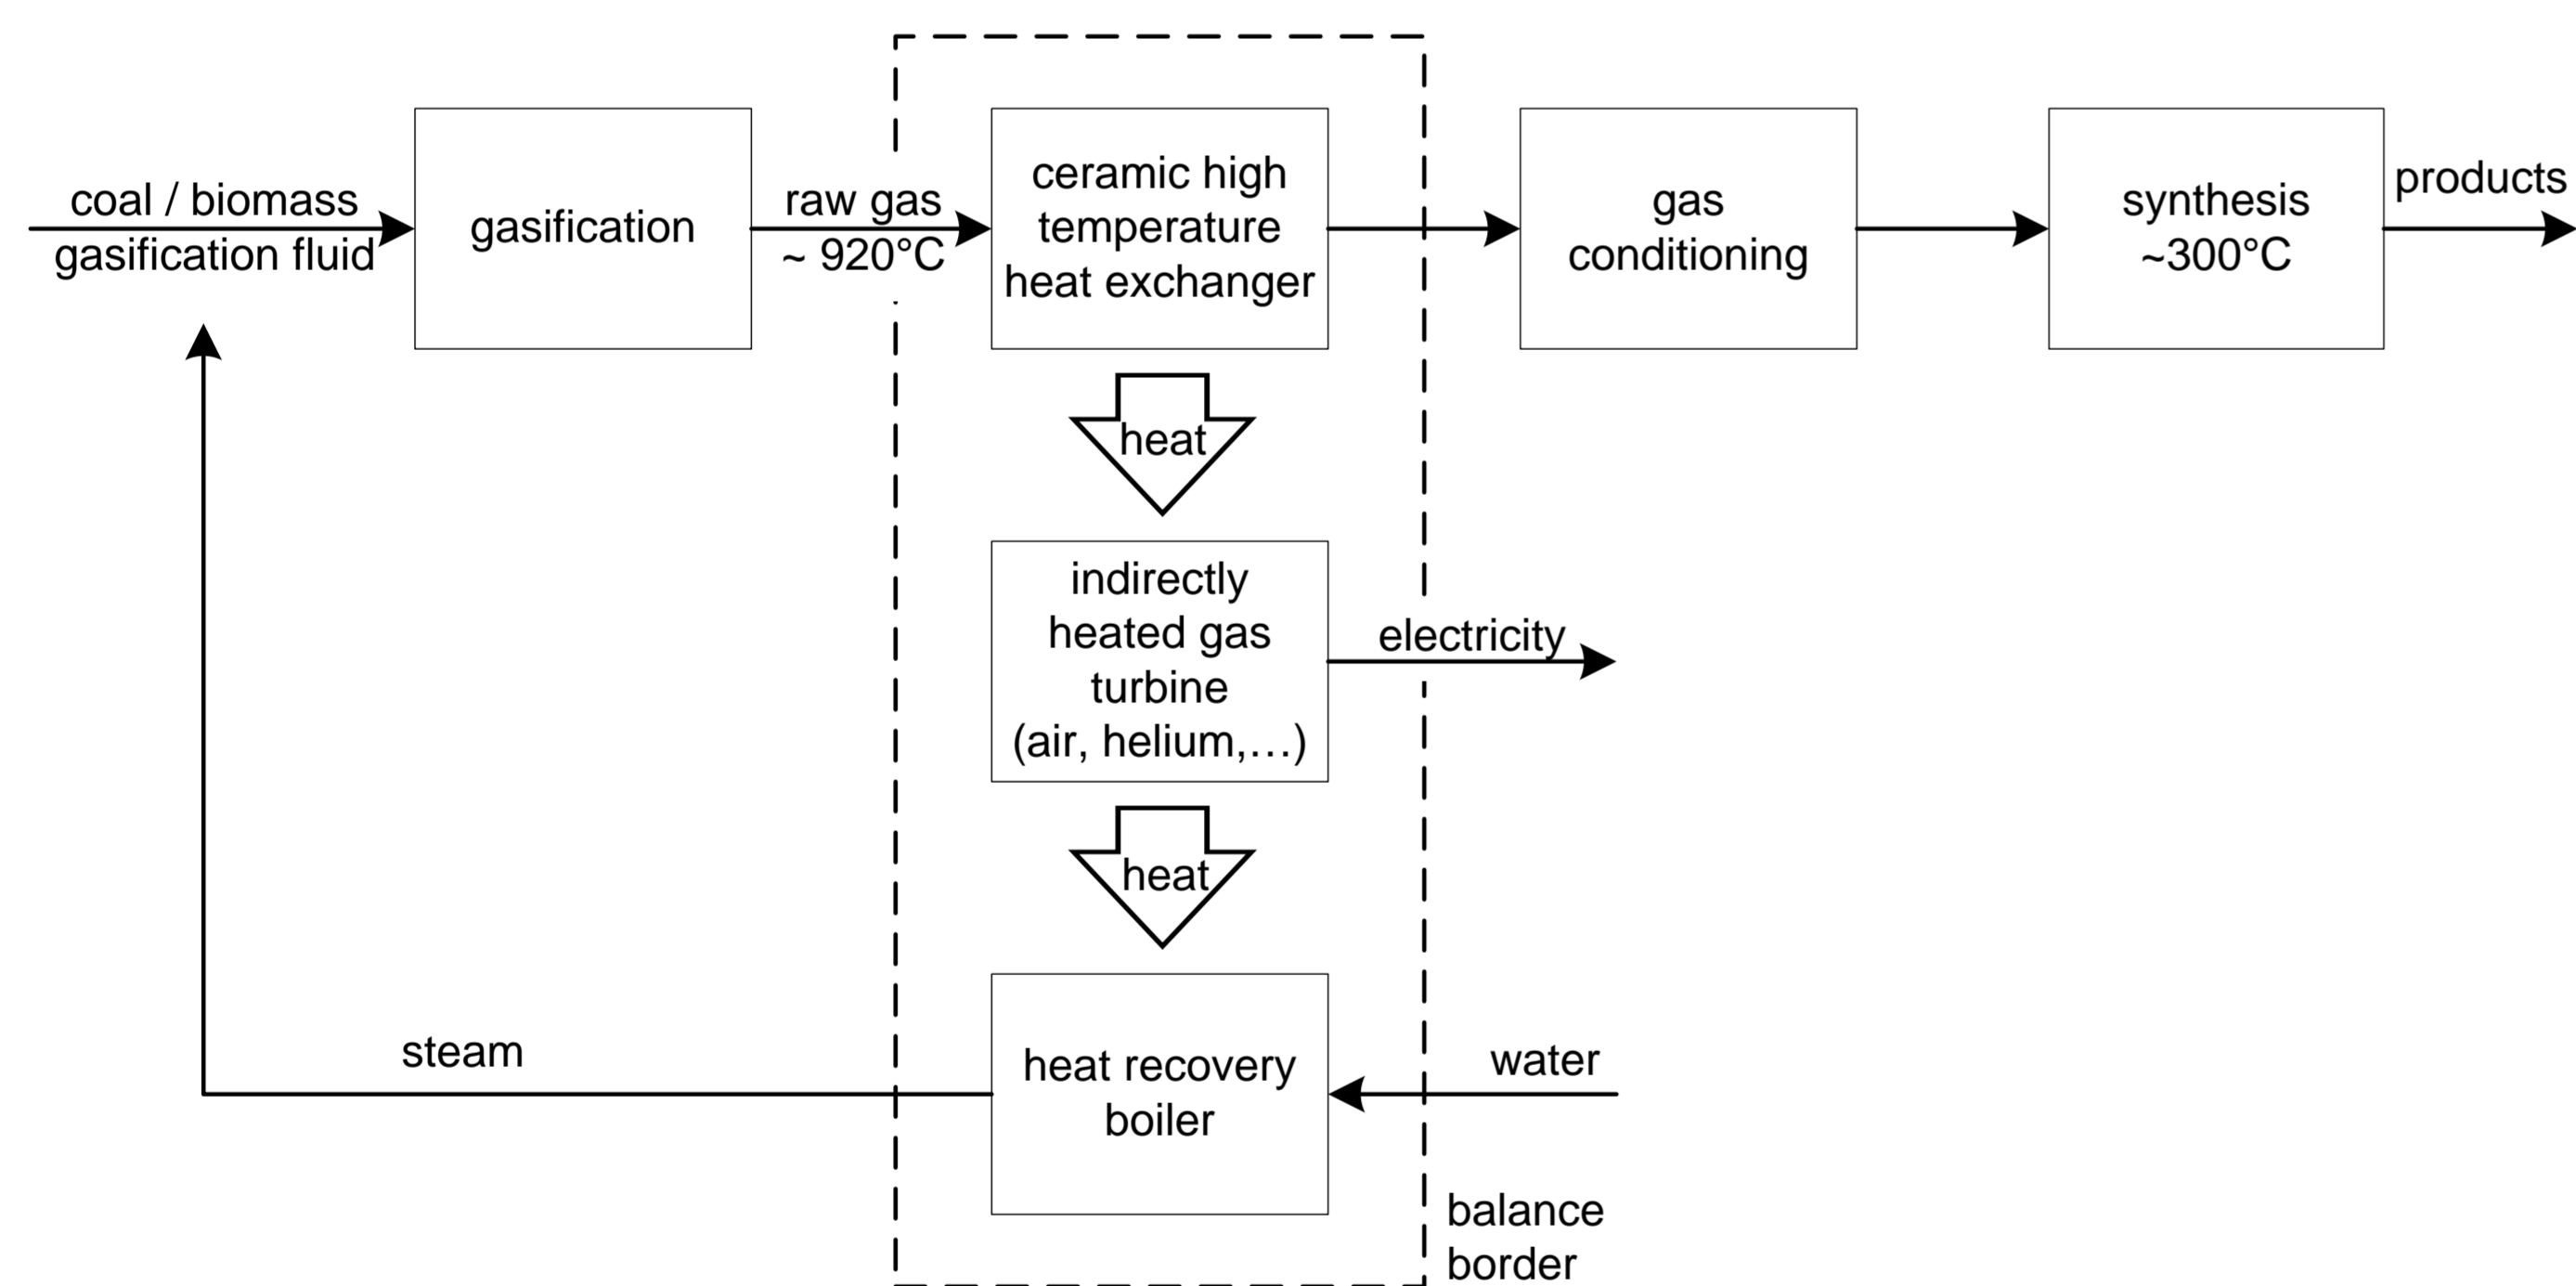 coal / biomass
gasification fluid
gasification
raw gas
~ 920°C
ceramic high
temperature
heat exchanger
gas
conditioning
synthesis
~300°C
products
heat
indirectly
heated gas
turbine
(air, helium,…)
electricity
heat
steam
heat recovery
boiler
water
balance
border